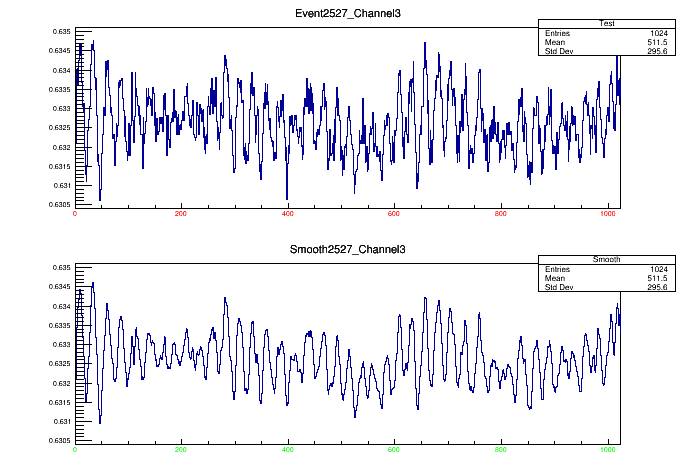 Event2527_Channel3
Test
Entries 1024
Mean 511.5
Std Dev 295.6
0.635
0.6345
0.634
0.6335
0.633
0.6325
0.632
0.6315
0.631
0.6305
0 200 400 600 800 1000
Smooth2527_Channel3
Smooth
Entries 1024
Mean 511.5
Std Dev 295.6
0.635
0.6345
0.634
0.6335
0.633
0.6325
0.632
0.6315
0.631
0.6305
0 200 400 600 800 1000